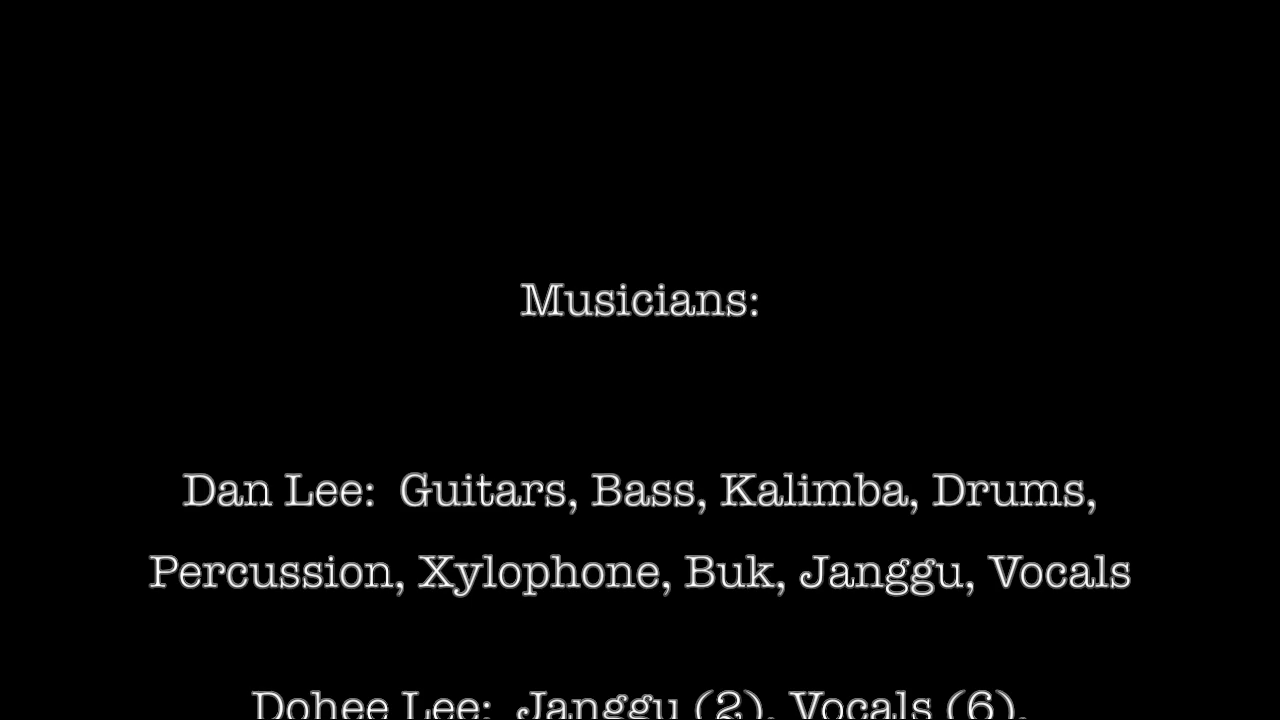 Musicians:
Dan Lee:  Guitars, Bass, Kalimba, Drums,
Percussion, Xylophone, Buk, Janggu, Vocals
Dohee Lee:  Janggu (2), Vocals (6),